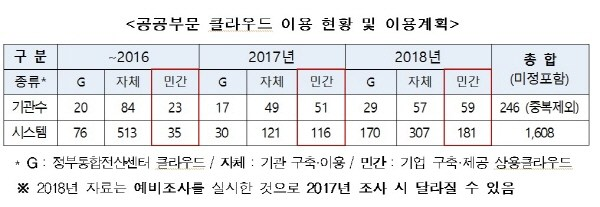 <공공부문 클라우드 이용 현황 및 이용계획>
구 분 ~2016 2017년 2018년 총 합
종류* G 자체 민간 G 자체 민간 G 자체 민간 (미정포함)
기관수 20 84 23 17 49 51 29 57 59 246 (중복제외)
시스템 76 513 35 30 121 116 170 307 181 1,608
* G : 정부통합전산센터 클라우드 / 자체 : 기관 구축·이용 / 민간 : 기업 구축·제공 상용클라우드
※ 2018년 자료는 예비조사를 실시한 것으로 2017년 조사 시 달라질 수 있음